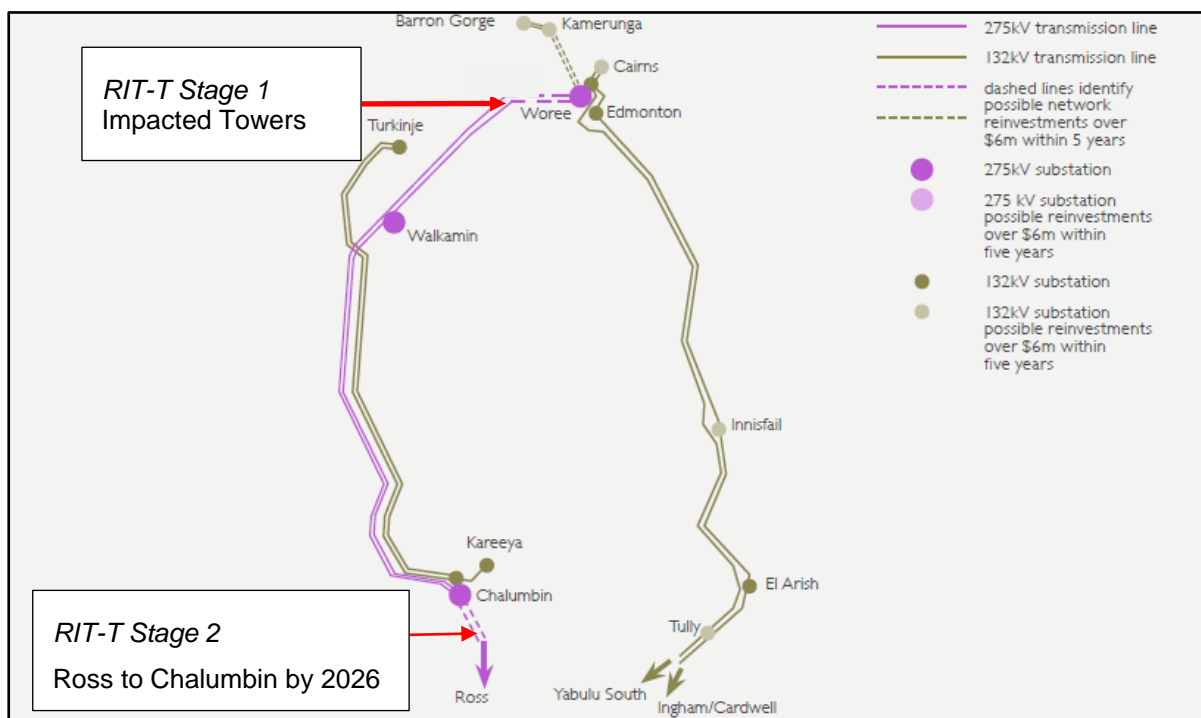 Barron Gorge
Kamerunga
Cairns
Woree
Edmonton
RIT-T Stage 1
Impacted Towers
Turkinje
Walkamin
Innisfail
Kareeya
Chalumbin
El Arish
Tully
RIT-T Stage 2
Ross to Chalumbin by 2026
Ross
Yabulu South
Ingham/Cardwell
275kV transmission line
132kV transmission line
dashed lines identify
possible network
reinvestments over
$6m within 5 years
275kV substation
275 kV substation
possible reinvestments
over $6m within
five years
132kV substation
132kV substation
possible reinvestments
over $6m within
five years